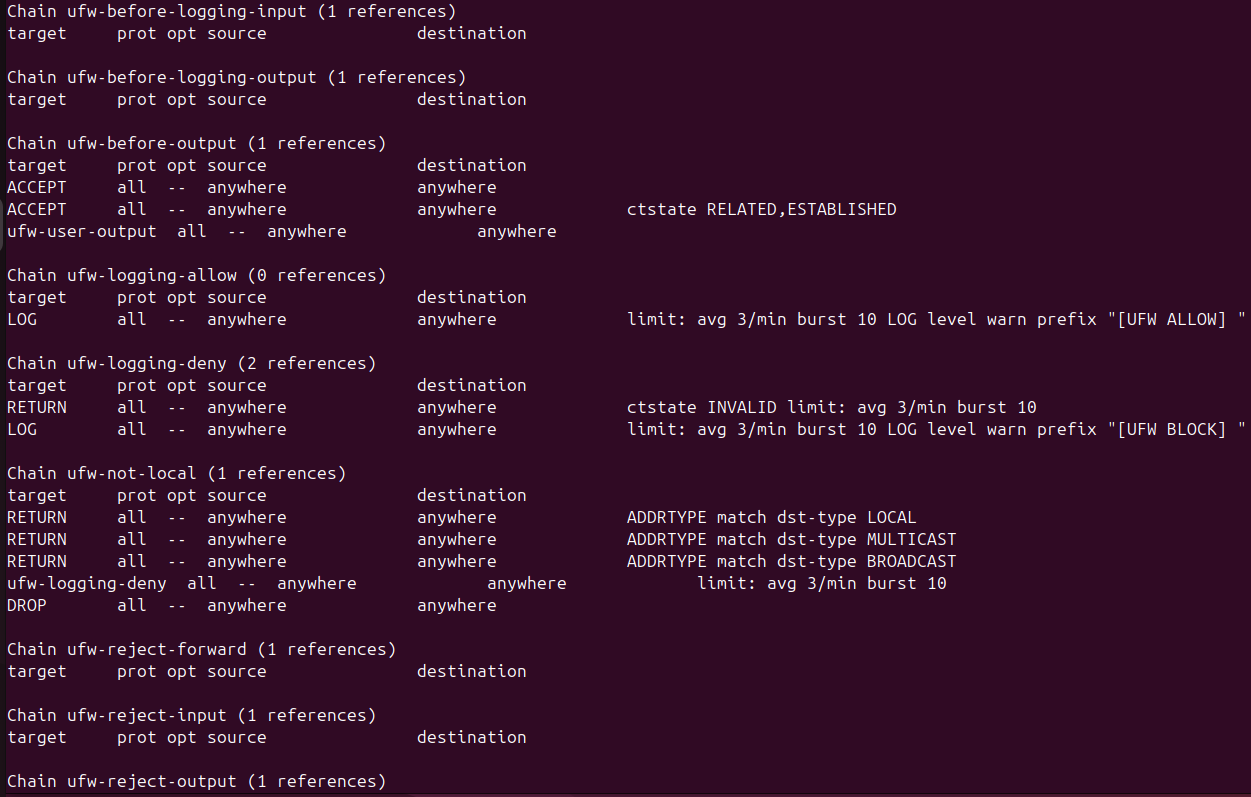 Chain ufw-before-logging-input (1 references)
target     prot opt source               destination

Chain ufw-before-logging-output (1 references)
target     prot opt source               destination

Chain ufw-before-output (1 references)
target     prot opt source               destination
ACCEPT     all  --  anywhere             anywhere
ACCEPT     all  --  anywhere             anywhere             ctstate RELATED,ESTABLISHED
ufw-user-output  all  --  anywhere             anywhere

Chain ufw-logging-allow (0 references)
target     prot opt source               destination
LOG        all  --  anywhere             anywhere             limit: avg 3/min burst 10 LOG level warn prefix "[UFW ALLOW] "

Chain ufw-logging-deny (2 references)
target     prot opt source               destination
RETURN     all  --  anywhere             anywhere             ctstate INVALID limit: avg 3/min burst 10
LOG        all  --  anywhere             anywhere             limit: avg 3/min burst 10 LOG level warn prefix "[UFW BLOCK] "

Chain ufw-not-local (1 references)
target     prot opt source               destination
RETURN     all  --  anywhere             anywhere             ADDRTYPE match dst-type LOCAL
RETURN     all  --  anywhere             anywhere             ADDRTYPE match dst-type MULTICAST
RETURN     all  --  anywhere             anywhere             ADDRTYPE match dst-type BROADCAST
ufw-logging-deny  all  --  anywhere             anywhere             limit: avg 3/min burst 10
DROP       all  --  anywhere             anywhere

Chain ufw-reject-forward (1 references)
target     prot opt source               destination

Chain ufw-reject-input (1 references)
target     prot opt source               destination

Chain ufw-reject-output (1 references)